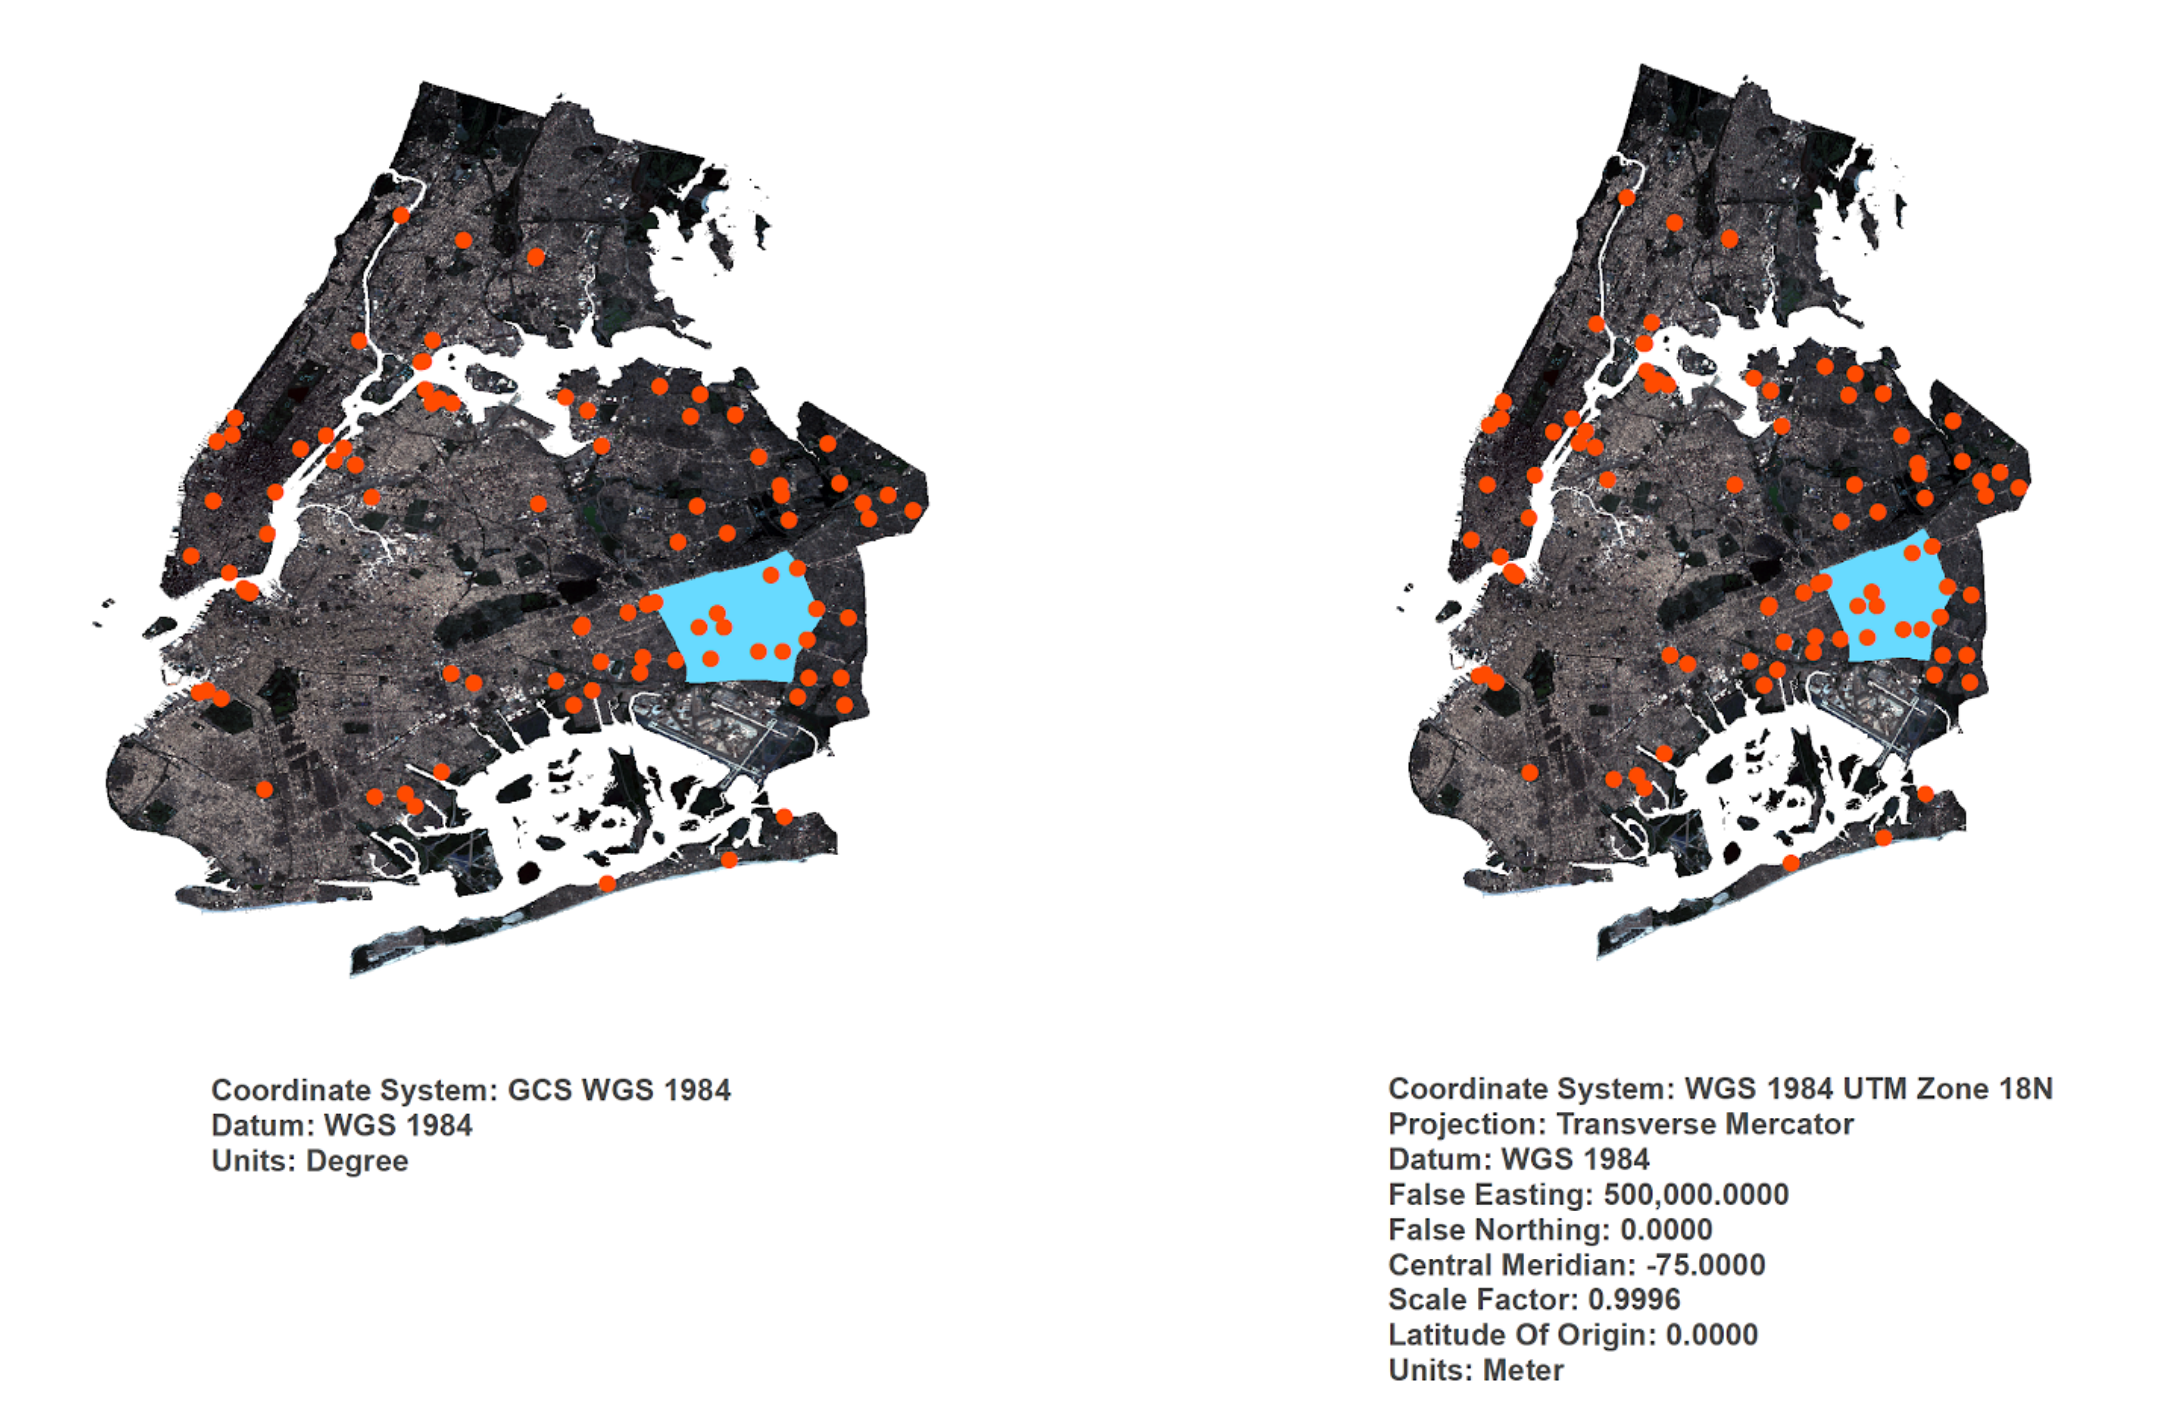 Coordinate System: GCS WGS 1984
Datum: WGS 1984
Units: Degree
Coordinate System: WGS 1984 UTM Zone 18N
Projection: Transverse Mercator
Datum: WGS 1984
False Easting: 500,000.0000
False Northing: 0.0000
Central Meridian: -75.0000
Scale Factor: 0.9996
Latitude Of Origin: 0.0000
Units: Meter